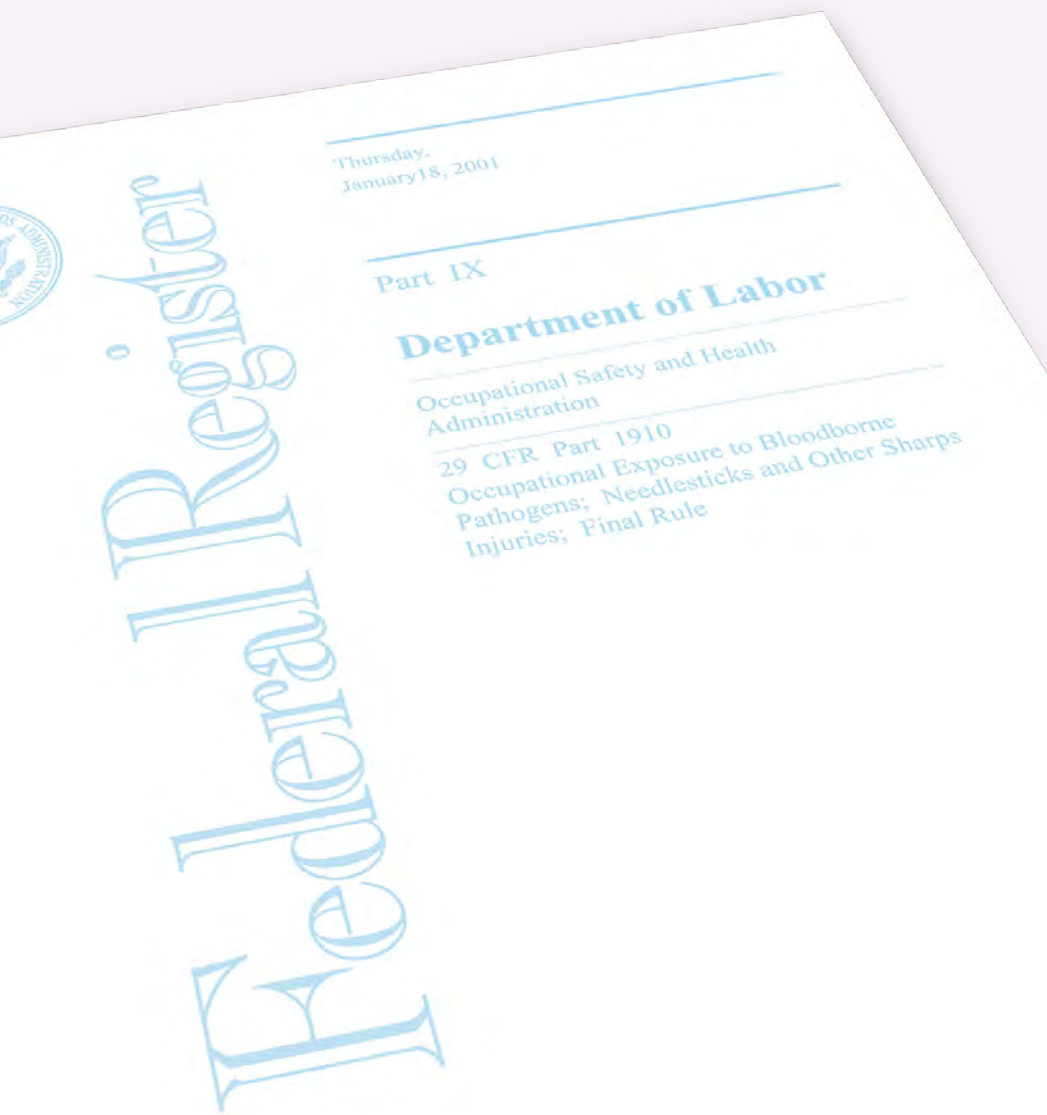 Federal Register
Thursday,
January18, 2001
Part IX
Department of Labor
Occupational Safety and Health
Administration
29 CFR Part 1910
Occupational Exposure to Bloodborne
Pathogens; Needlesticks and Other Sharps
Injuries; Final Rule
ADMINISTRATION